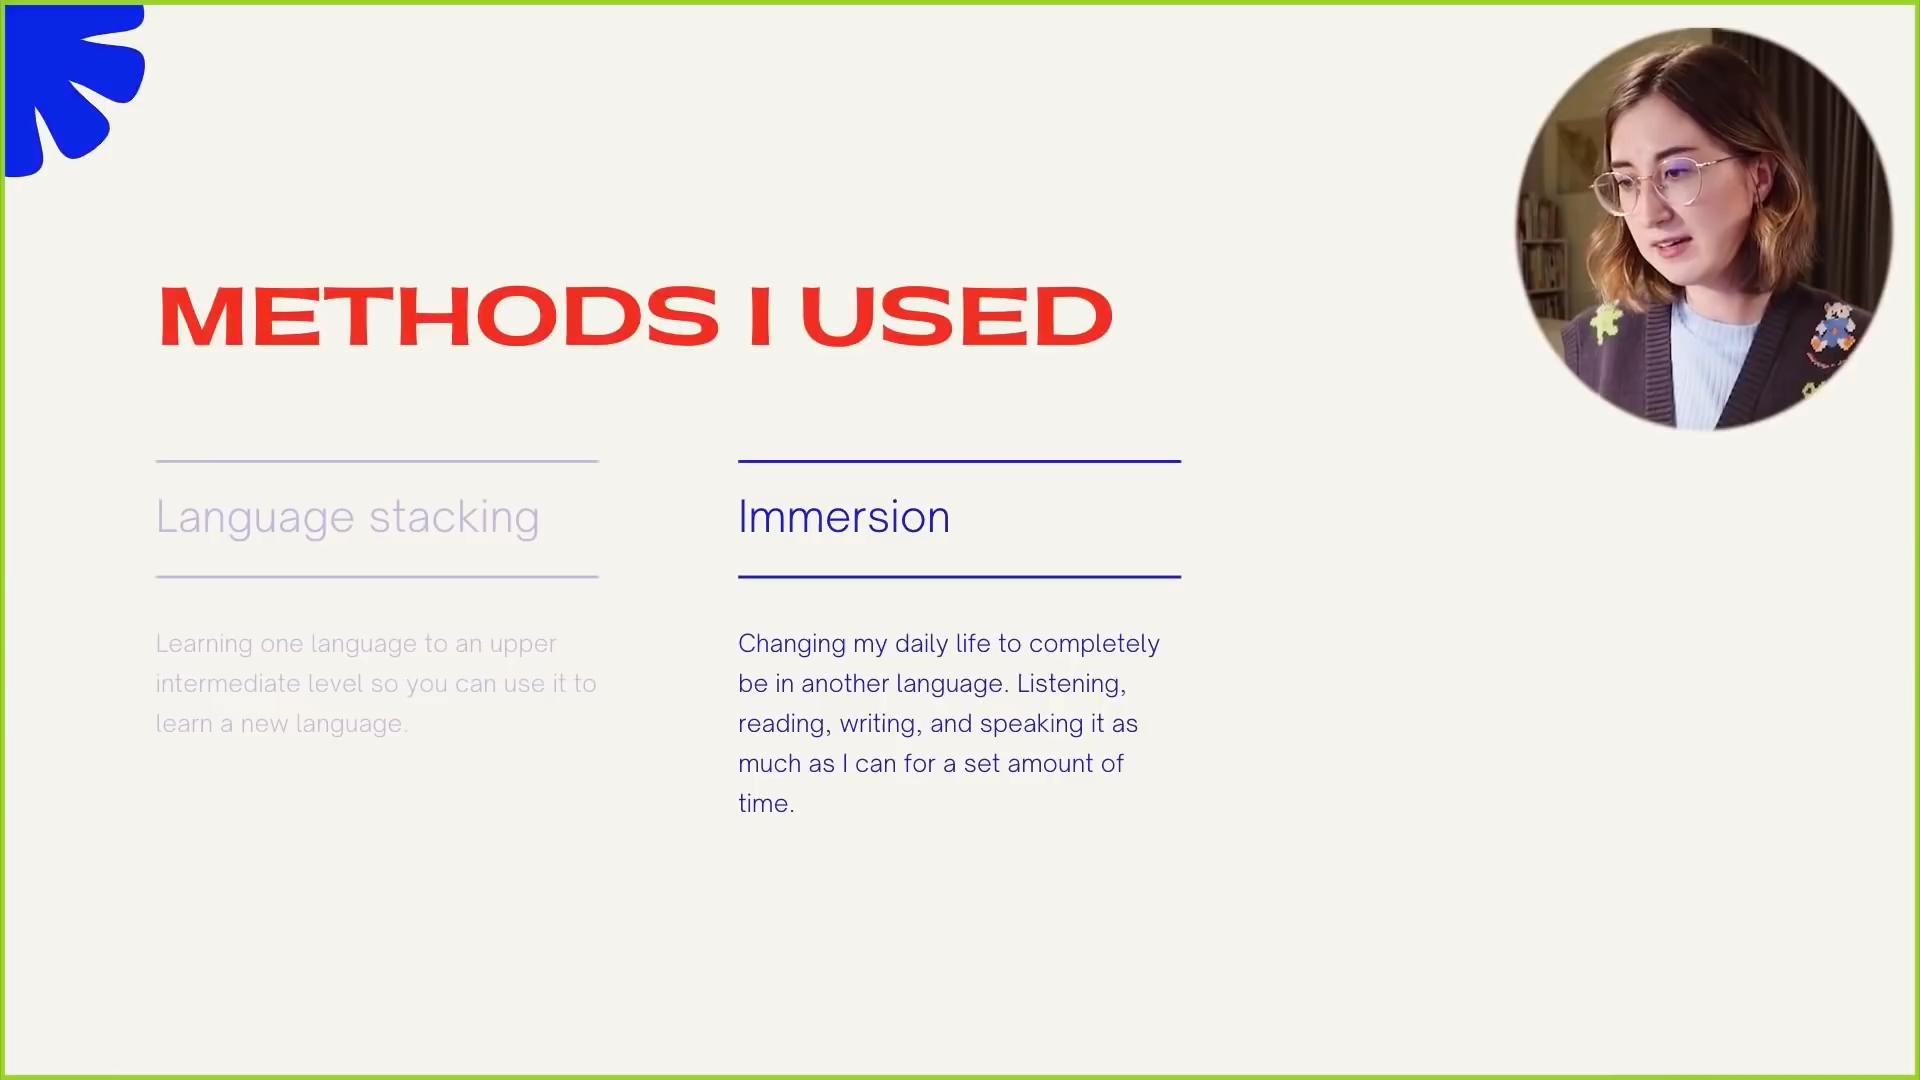 METHODS I USED
Language stacking
Learning one language to an upper
intermediate level so you can use it to
learn a new language.
Immersion
Changing my daily life to completely
be in another language. Listening,
reading, writing, and speaking it as
much as I can for a set amount of
time.